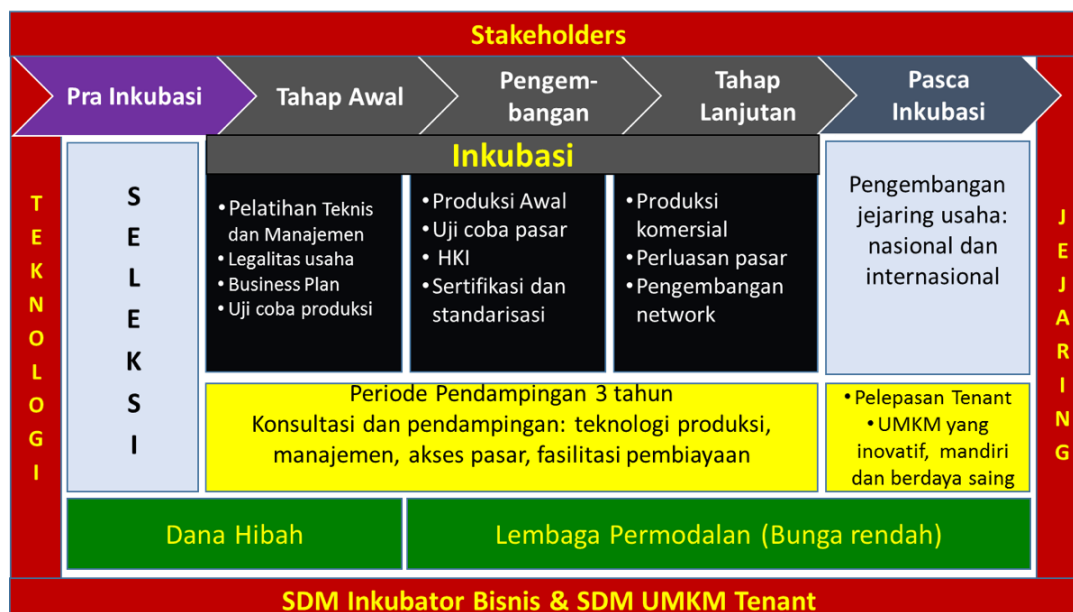 Stakeholders
Pra Inkubasi
Tahap Awal
Pengem-
bangan
Tahap
Lanjutan
Pasca
Inkubasi
TEKNOLOGI
SELEKSI
Inkubasi
• Pelatihan Teknis
dan Manajemen
• Legalitas usaha
• Business Plan
• Uji coba produksi
• Produksi Awal
• Uji coba pasar
• HKI
• Sertifikasi dan
standarisasi
• Produksi
komersial
• Perluasan pasar
• Pengembangan
network
Pengembangan
jejaring usaha:
nasional dan
internasional
JEJARING
Periode Pendampingan 3 tahun
Konsultasi dan pendampingan: teknologi produksi,
manajemen, akses pasar, fasilitasi pembiayaan
• Pelepasan Tenant
• UMKM yang
inovatif, mandiri
dan berdaya saing
Dana Hibah
Lembaga Permodalan (Bunga rendah)
SDM Inkubator Bisnis & SDM UMKM Tenant